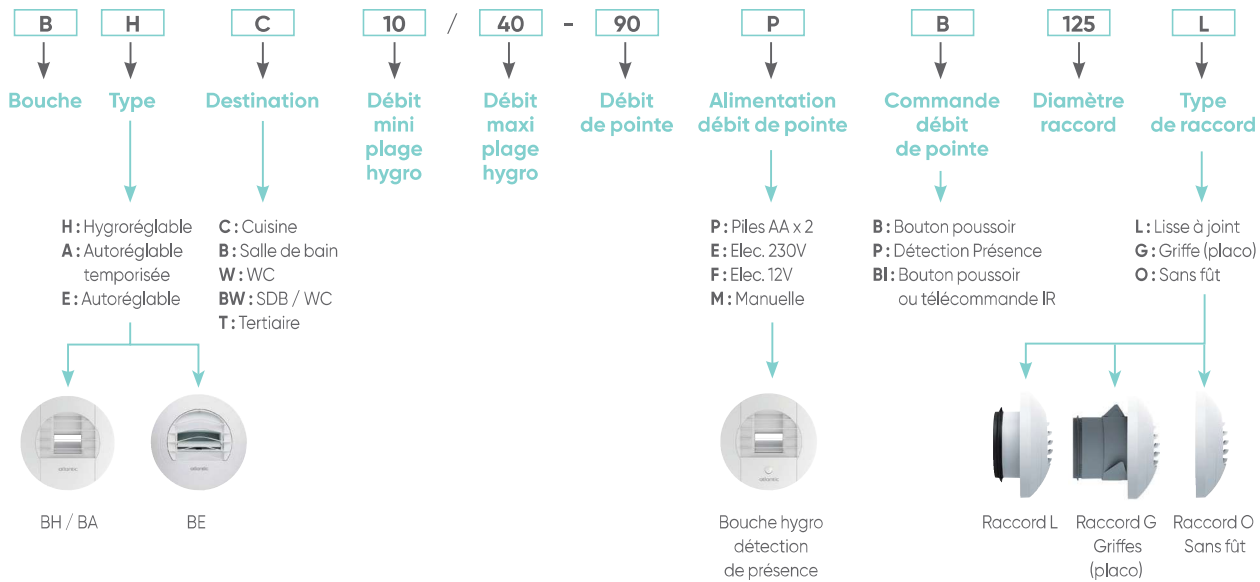 B H C 10 / 40 - 90 P B 125 L
Bouche
Type
Destination
Débit
mini
plage
hygro
Débit
maxi
plage
hygro
Débit
de pointe
Alimentation
débit de pointe
Commande
débit
de pointe
Diamètre
raccord
Type
de raccord
H : Hygroréglable
A : Autoréglable
temporisée
E : Autoréglable
C : Cuisine
B : Salle de bain
W : WC
BW : SDB / WC
T : Tertiaire
P : Piles AA x 2
E : Elec. 230V
F : Elec. 12V
M : Manuelle
B : Bouton poussoir
P : Détection Présence
BI : Bouton poussoir
ou télécommande IR
L : Lisse à joint
G : Griffe (placo)
O : Sans fût
atlantic
atlantic
atlantic
BH / BA
BE
Bouche hygro
détection
de présence
Raccord L
Raccord G
Griffes
(placo)
Raccord O
Sans fût